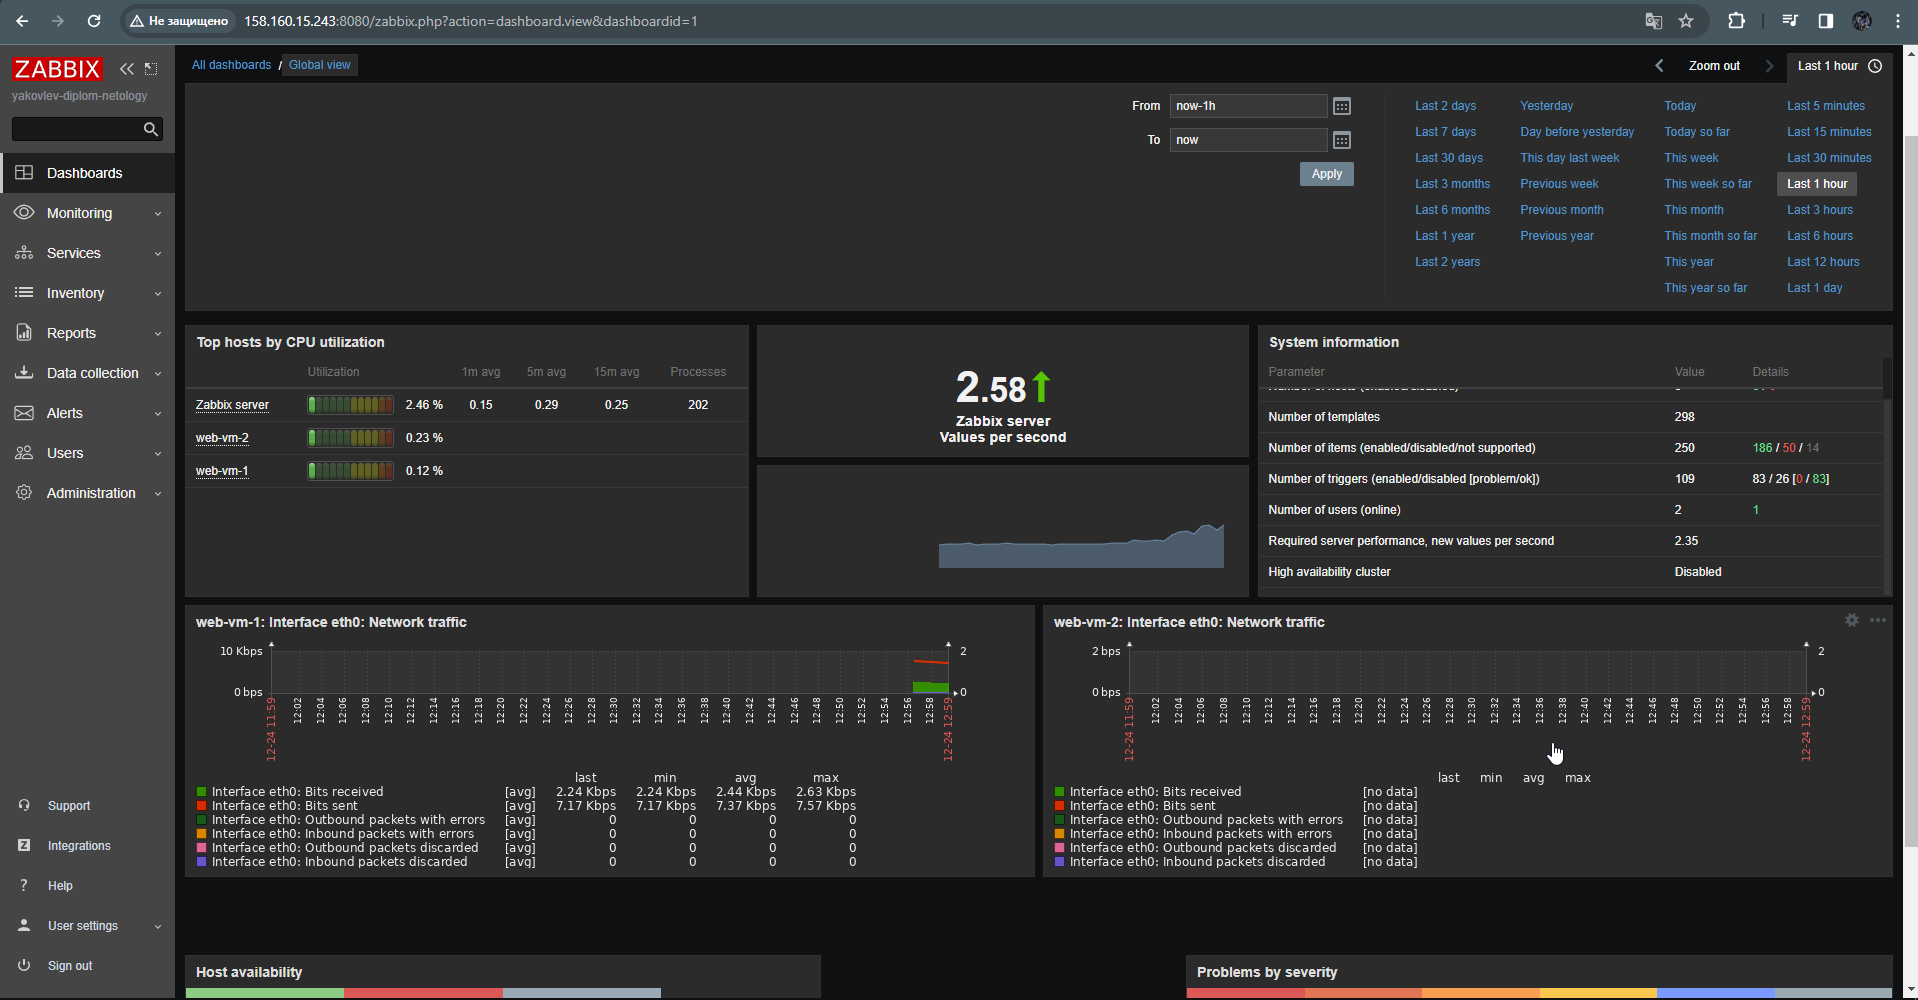 Не защищено 158.160.15.243:8080/zabbix.php?action=dashboard.view&dashboardid=1
ZABBIX
yakovlev-diplom-netology
Dashboards
Monitoring
Services
Inventory
Reports
Data collection
Alerts
Users
Administration
Support
Z Integrations
? Help
User settings
Sign out
All dashboards / Global view
Zoom out
Last 1 hour
From now-1h
To now
Apply
Last 2 days Yesterday Today Last 5 minutes
Last 7 days Day before yesterday Today so far Last 15 minutes
Last 30 days This day last week This week Last 30 minutes
Last 3 months Previous week This week so far Last 1 hour
Last 6 months Previous month This month Last 3 hours
Last 1 year Previous year This month so far Last 6 hours
Last 2 years This year Last 12 hours
This year so far Last 1 day
Top hosts by CPU utilization
Utilization 1m avg 5m avg 15m avg Processes
Zabbix server 2.46 % 0.15 0.29 0.25 202
web-vm-2 0.23 %
web-vm-1 0.12 %
2.58
Zabbix server
Values per second
System information
Parameter Value Details
Number of templates 298
Number of items (enabled/disabled/not supported) 250 186 / 50 / 14
Number of triggers (enabled/disabled [problem/ok]) 109 83 / 26 [0 / 83]
Number of users (online) 2 1
Required server performance, new values per second 2.35
High availability cluster Disabled
web-vm-1: Interface eth0: Network traffic
10 Kbps 2
0 bps 0
12-24 11:59 12:02 12:04 12:06 12:08 12:10 12:12 12:14 12:16 12:18 12:20 12:22 12:24 12:26 12:28 12:30 12:32 12:34 12:36 12:38 12:40 12:42 12:44 12:46 12:48 12:50 12:52 12:54 12:56 12:58 12-24 12:59
last min avg max
Interface eth0: Bits received [avg] 2.24 Kbps 2.24 Kbps 2.44 Kbps 2.63 Kbps
Interface eth0: Bits sent [avg] 7.17 Kbps 7.17 Kbps 7.37 Kbps 7.57 Kbps
Interface eth0: Outbound packets with errors [avg] 0 0 0 0
Interface eth0: Inbound packets with errors [avg] 0 0 0 0
Interface eth0: Outbound packets discarded [avg] 0 0 0 0
Interface eth0: Inbound packets discarded [avg] 0 0 0 0
web-vm-2: Interface eth0: Network traffic
2 bps 2
0 bps 0
12-24 11:59 12:02 12:04 12:06 12:08 12:10 12:12 12:14 12:16 12:18 12:20 12:22 12:24 12:26 12:28 12:30 12:32 12:34 12:36 12:38 12:40 12:42 12:44 12:46 12:48 12:50 12:52 12:54 12:56 12:58 12-24 12:59
last min avg max
Interface eth0: Bits received [no data]
Interface eth0: Bits sent [no data]
Interface eth0: Outbound packets with errors [no data]
Interface eth0: Inbound packets with errors [no data]
Interface eth0: Outbound packets discarded [no data]
Interface eth0: Inbound packets discarded [no data]
Host availability
Problems by severity